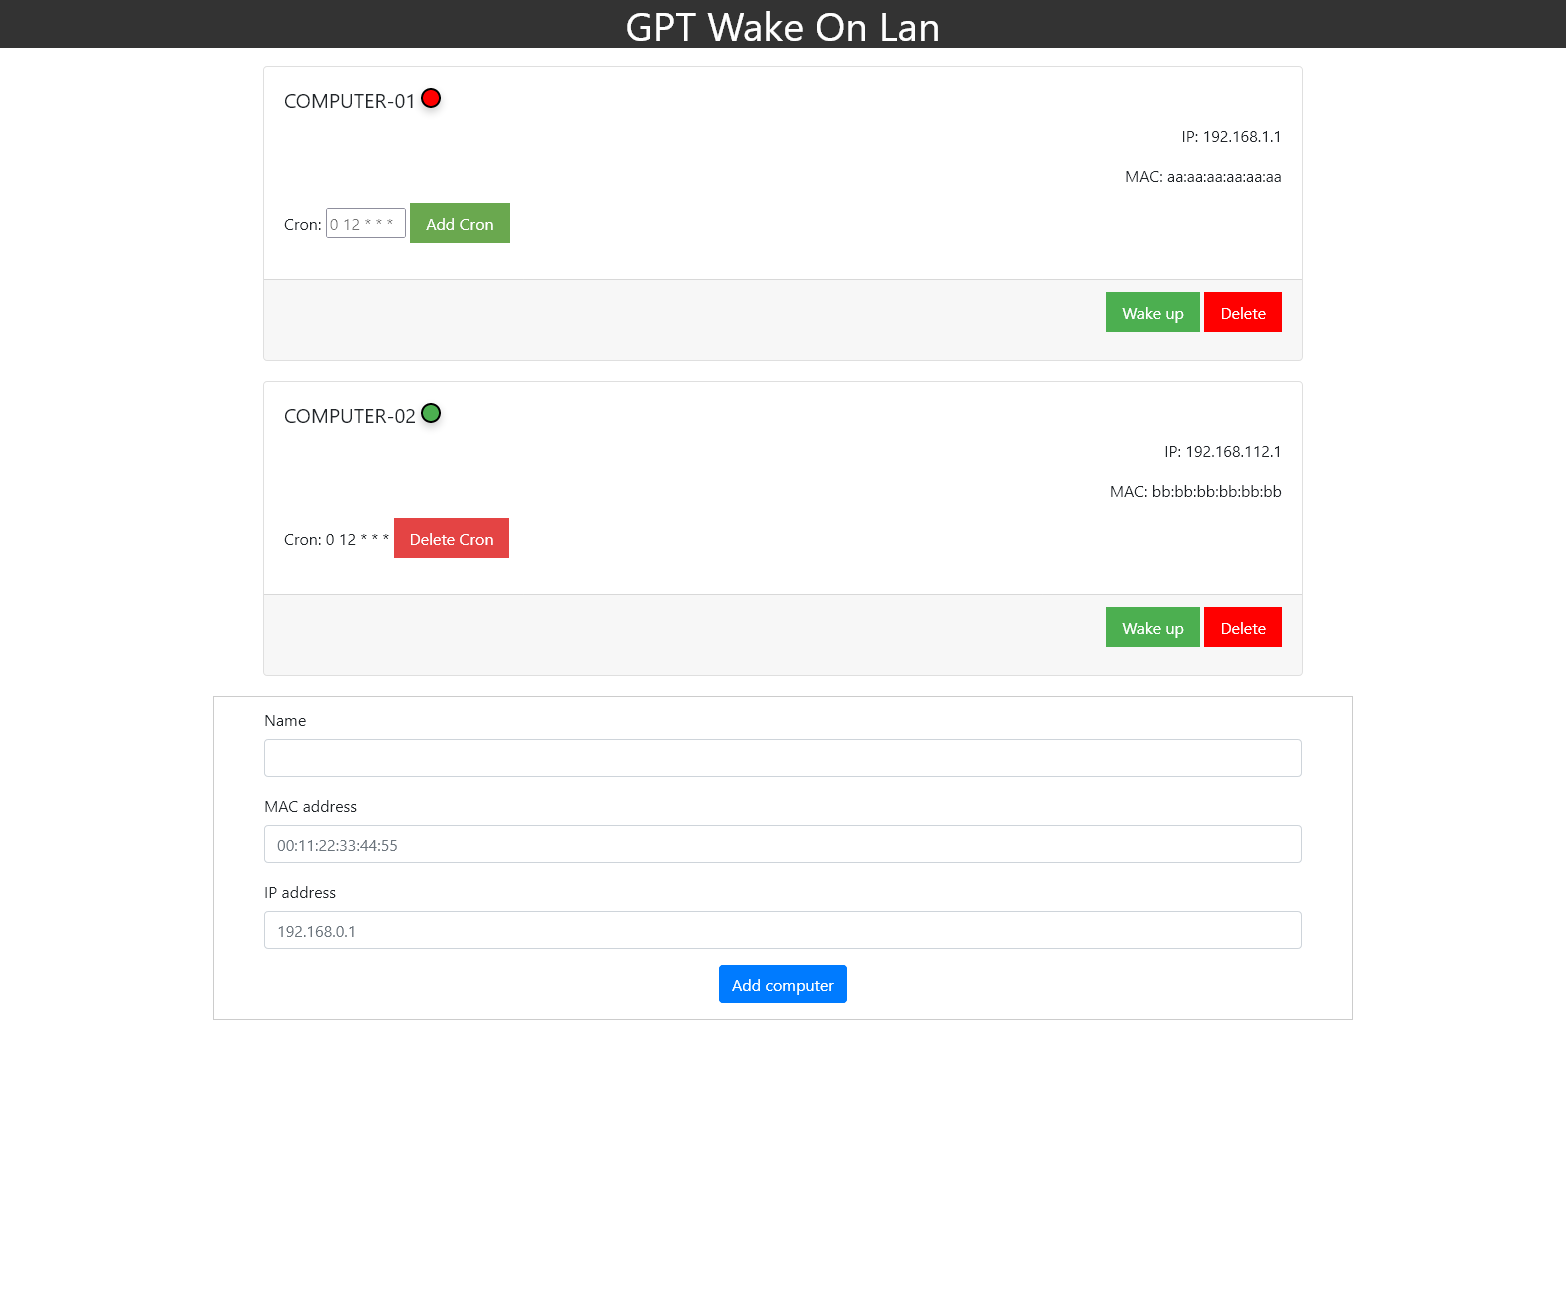 GPT Wake On Lan
COMPUTER-01
IP: 192.168.1.1
MAC: aa:aa:aa:aa:aa:aa
Cron: 0 12 * * * Add Cron
Wake up Delete
COMPUTER-02
IP: 192.168.112.1
MAC: bb:bb:bb:bb:bb:bb
Cron: 0 12 * * * Delete Cron
Wake up Delete
Name
MAC address
00:11:22:33:44:55
IP address
192.168.0.1
Add computer